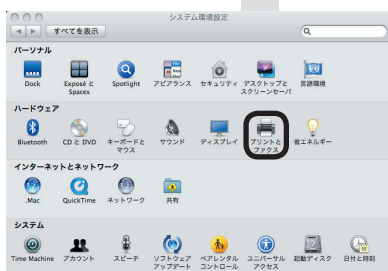 システム環境設定
すべてを表示
パーソナル
Dock
Exposé と
Spaces
Spotlight
アピアランス
セキュリティ
デスクトップと
スクリーンセーバ
言語環境
ハードウェア
Bluetooth
CD と DVD
キーボードと
マウス
サウンド
ディスプレイ
プリントと
ファクス
省エネルギー
インターネットとネットワーク
.Mac
QuickTime
ネットワーク
共有
システム
Time Machine
アカウント
スピーチ
ソフトウェア
アップデート
ペアレンタル
コントロール
ユニバーサル
アクセス
起動ディスク
日付と時刻